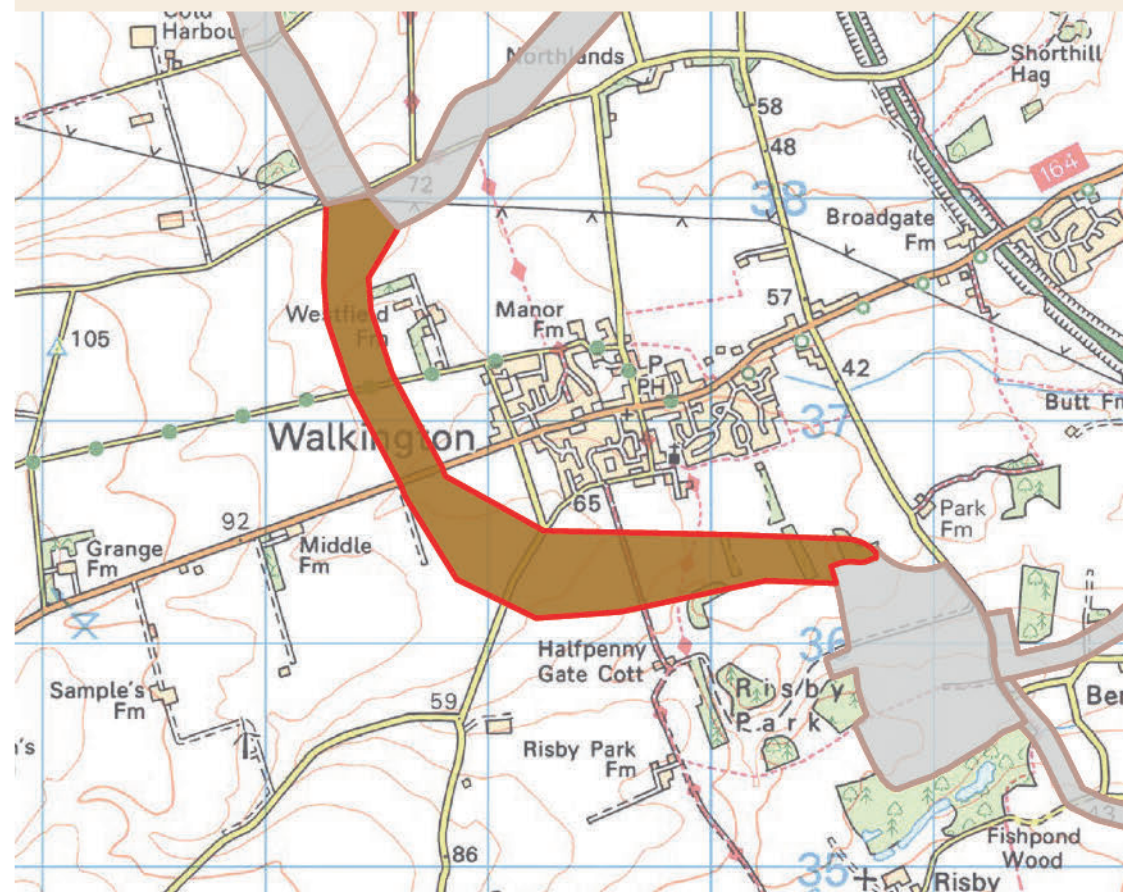 Cold
Harbour
Northlands
Shorthill
Hag
58
48
164
72
38
Broadgate
Fm
57
Westfield
Fm
Manor
Fm
105
P
PH
42
Butt Fm
37
Walkington
65
92
Park
Fm
Grange
Fm
Middle
Fm
36
Halfpenny
Gate Cott
Risby
Park
Sample's
Fm
59
Ben
n's
Risby Park
Fm
43
Fishpond
Wood
86
35
Risby